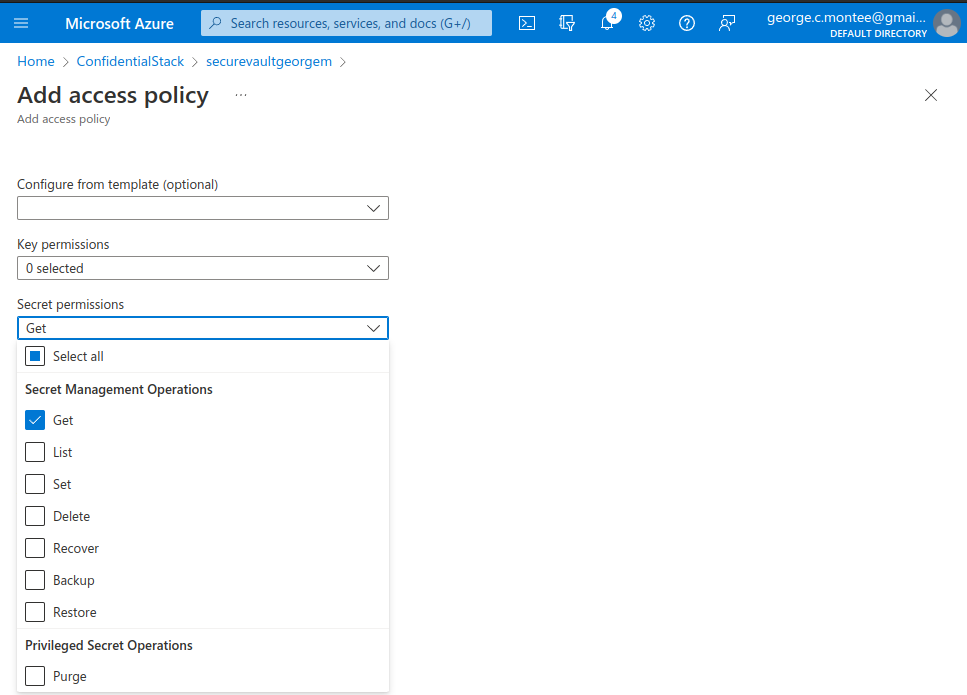 Microsoft Azure
Search resources, services, and docs (G+/)
4
george.c.montee@gmai...
DEFAULT DIRECTORY
Home > ConfidentialStack > securevaultgeorgem >
Add access policy ...
Add access policy
Configure from template (optional)
Key permissions
0 selected
Secret permissions
Get
Select all
Secret Management Operations
Get
List
Set
Delete
Recover
Backup
Restore
Privileged Secret Operations
Purge